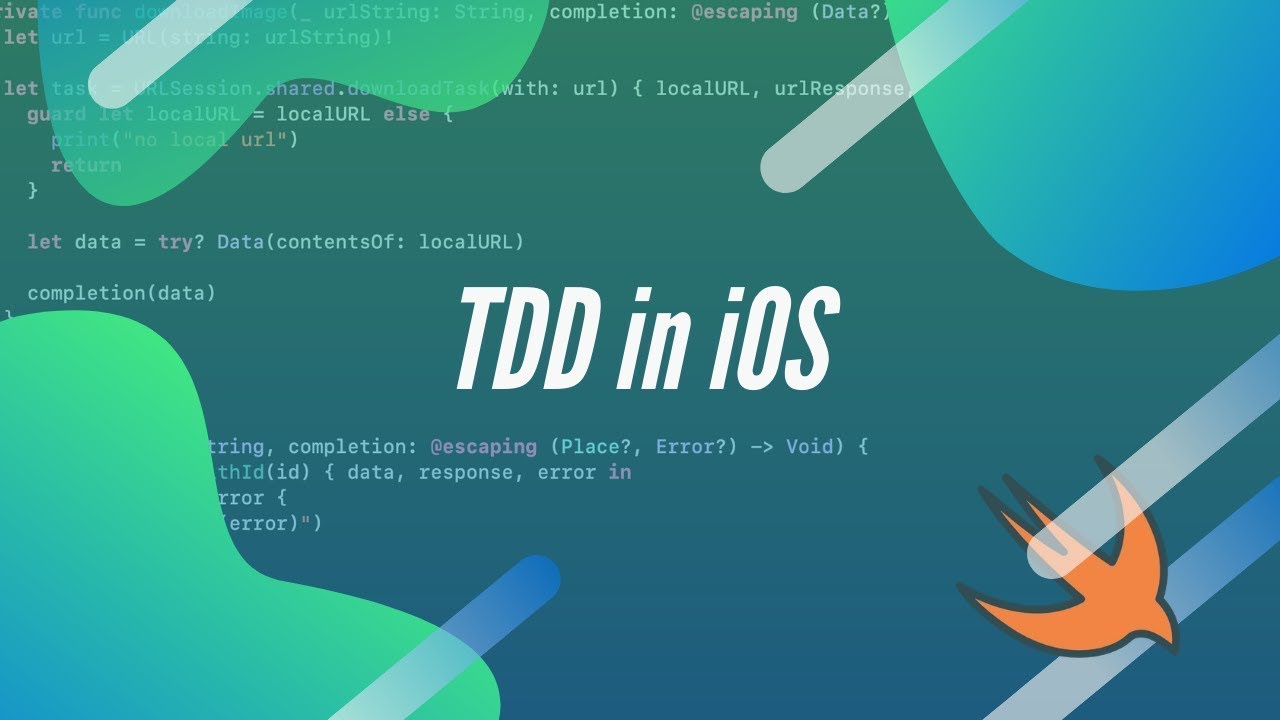 rivate func downloadImage(_ urlString: String, completion: @escaping (Data?)
let url = URL(string: urlString)!
let task = URLSession.shared.downloadTask(with: url) { localURL, urlResponse,
guard let localURL = localURL else {
print("no local url")
return
}
let data = try? Data(contentsOf: localURL)
completion(data)
}
TDD in iOS
tring, completion: @escaping (Place?, Error?) -> Void) {
thId(id) { data, response, error in
rror {
(error)")